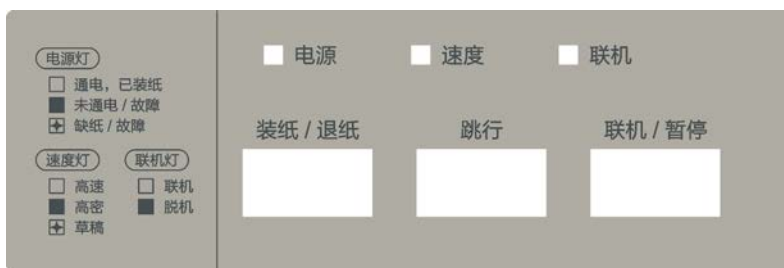 电源灯
通电，已装纸
未通电 / 故障
缺纸 / 故障
速度灯
联机灯
高速
联机
高密
脱机
草稿
电源
速度
联机
装纸 / 退纸
跳行
联机 / 暂停